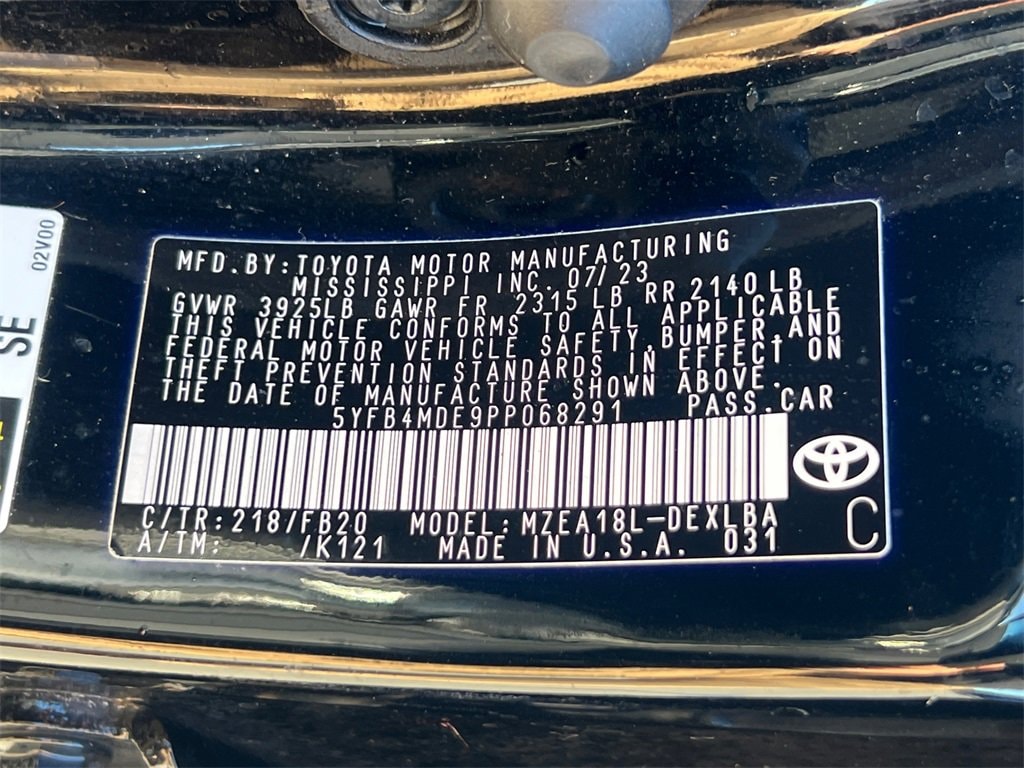 02V00
SE
MFD.BY:TOYOTA MOTOR MANUFACTURING
MISSISSIPPI INC. 07/23
GVWR 3925LB GAWR FR 2315 LB RR 2140 LB
THIS VEHICLE CONFORMS TO ALL APPLICABLE
FEDERAL MOTOR VEHICLE SAFETY,BUMPER,AND
THEFT PREVENTION STANDARDS IN EFFECT ON
THE DATE OF MANUFACTURE SHOWN ABOVE.
5YFB4MDE9PP068291 PASS.CAR
C/TR:218/FB20 MODEL:MZEA18L-DEXLBA
A/TM: /K121 MADE IN U.S.A. 031
C